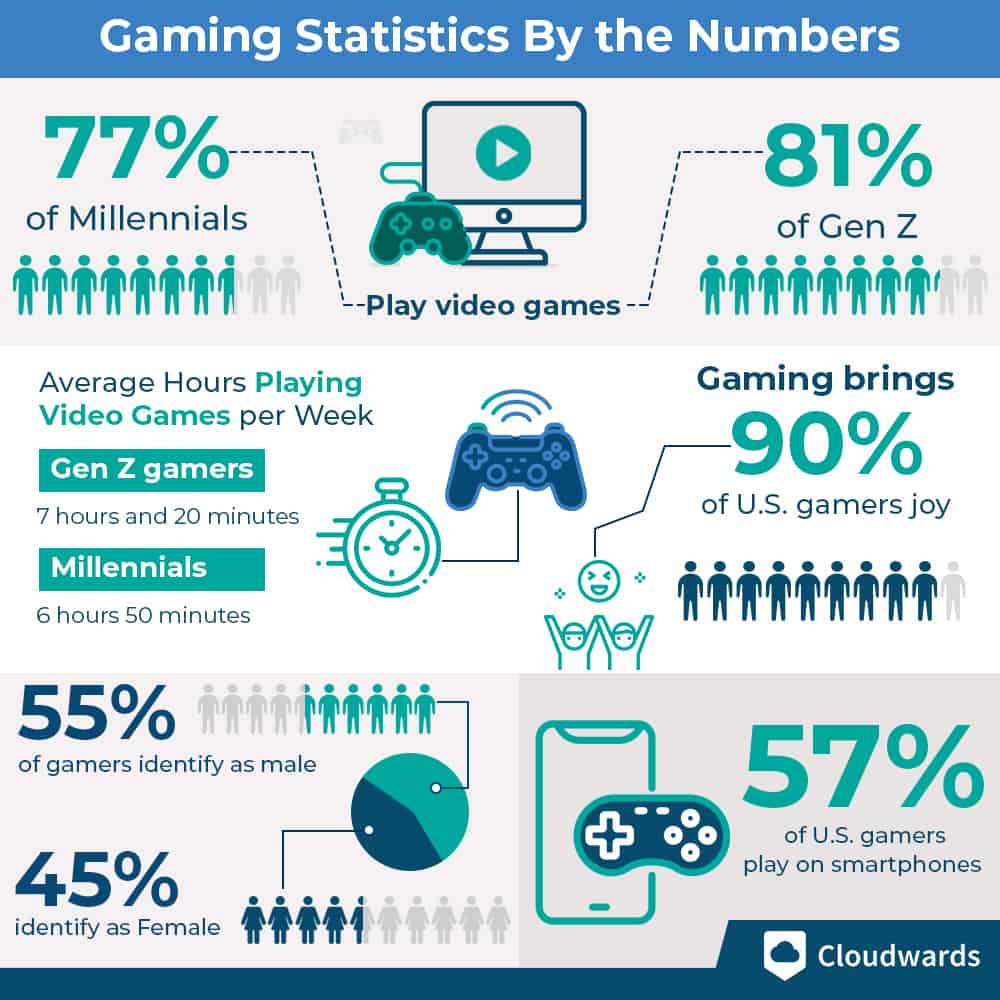 Gaming Statistics By the Numbers
77%
of Millennials
81%
of Gen Z
Play video games
Average Hours Playing
Video Games per Week
Gen Z gamers
7 hours and 20 minutes
Millennials
6 hours 50 minutes
Gaming brings
90%
of U.S. gamers joy
55%
of gamers identify as male
45%
identify as Female
57%
of U.S. gamers
play on smartphones
Cloudwards